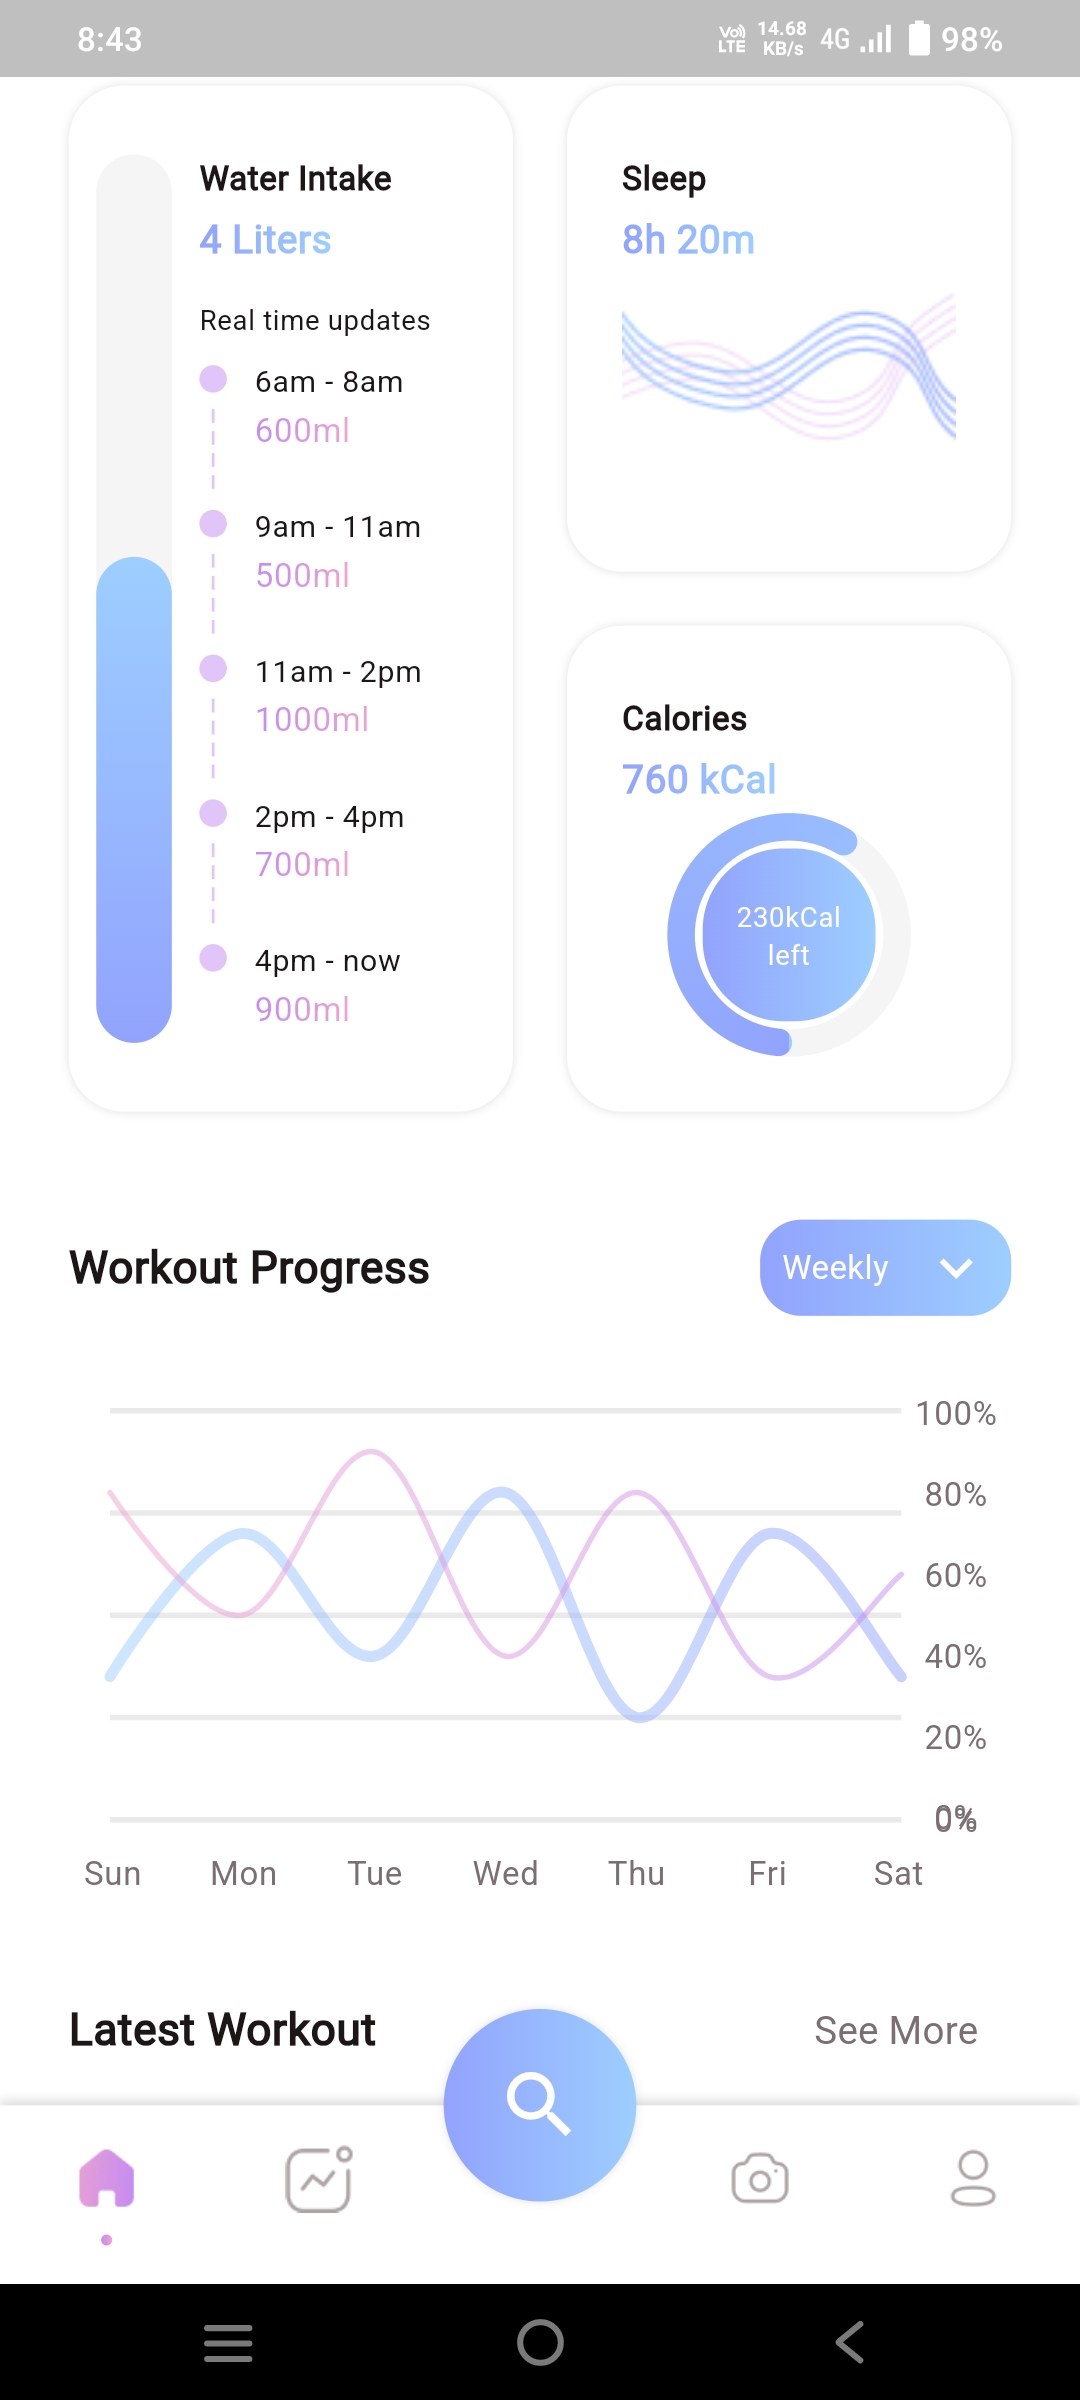 8:43
Vo) LTE 14.68 KB/s 4G 98%
Water Intake
4 Liters
Real time updates
6am - 8am
600ml
9am - 11am
500ml
11am - 2pm
1000ml
2pm - 4pm
700ml
4pm - now
900ml
Sleep
8h 20m
Calories
760 kCal
230kCal
left
Workout Progress
Weekly
100%
80%
60%
40%
20%
0%
Sun Mon Tue Wed Thu Fri Sat
Latest Workout
See More